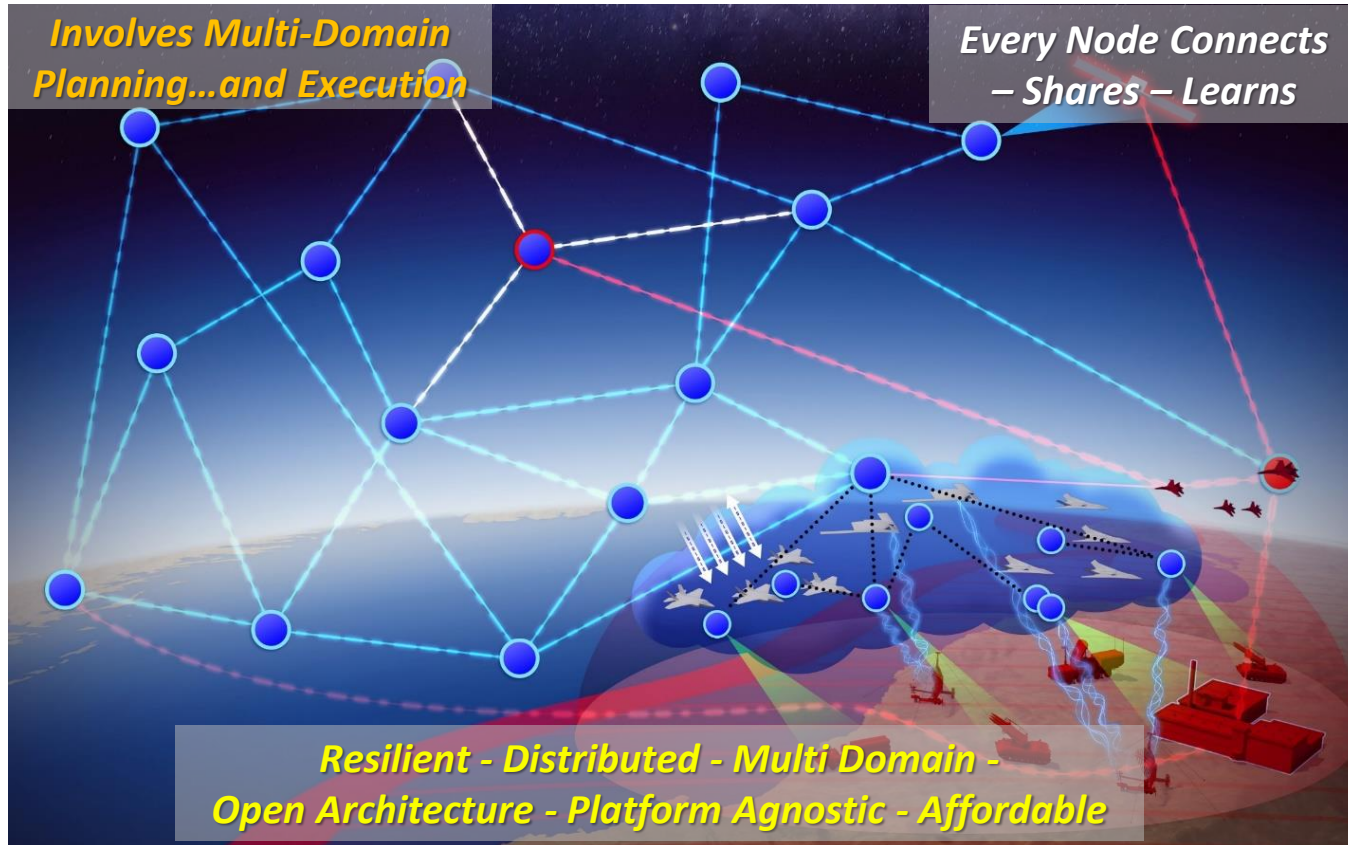 Involves Multi-Domain
Planning...and Execution
Every Node Connects
– Shares – Learns
Resilient - Distributed - Multi Domain -
Open Architecture - Platform Agnostic - Affordable